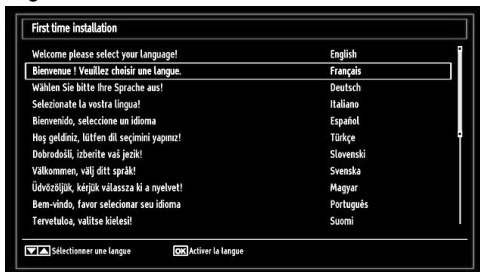 First time installation
Welcome please select your language! English
Bienvenue ! Veuillez choisir une langue. Français
Wählen Sie bitte Ihre Sprache aus! Deutsch
Selezionate la vostra lingua! Italiano
Bienvenido, seleccione un idioma Español
Hoş geldiniz, lütfen dil seçimini yapınız! Türkçe
Dobrodošli, izberite vaš jezik! Slovenski
Välkommen, välj ditt språk! Svenska
Üdvözöljük, kérjük válassza ki a nyelvet! Magyar
Bem-vindo, favor selecionar seu idioma Português
Tervetuloa, valitse kielesi! Suomi
Sélectionner une langue OK Activer la langue